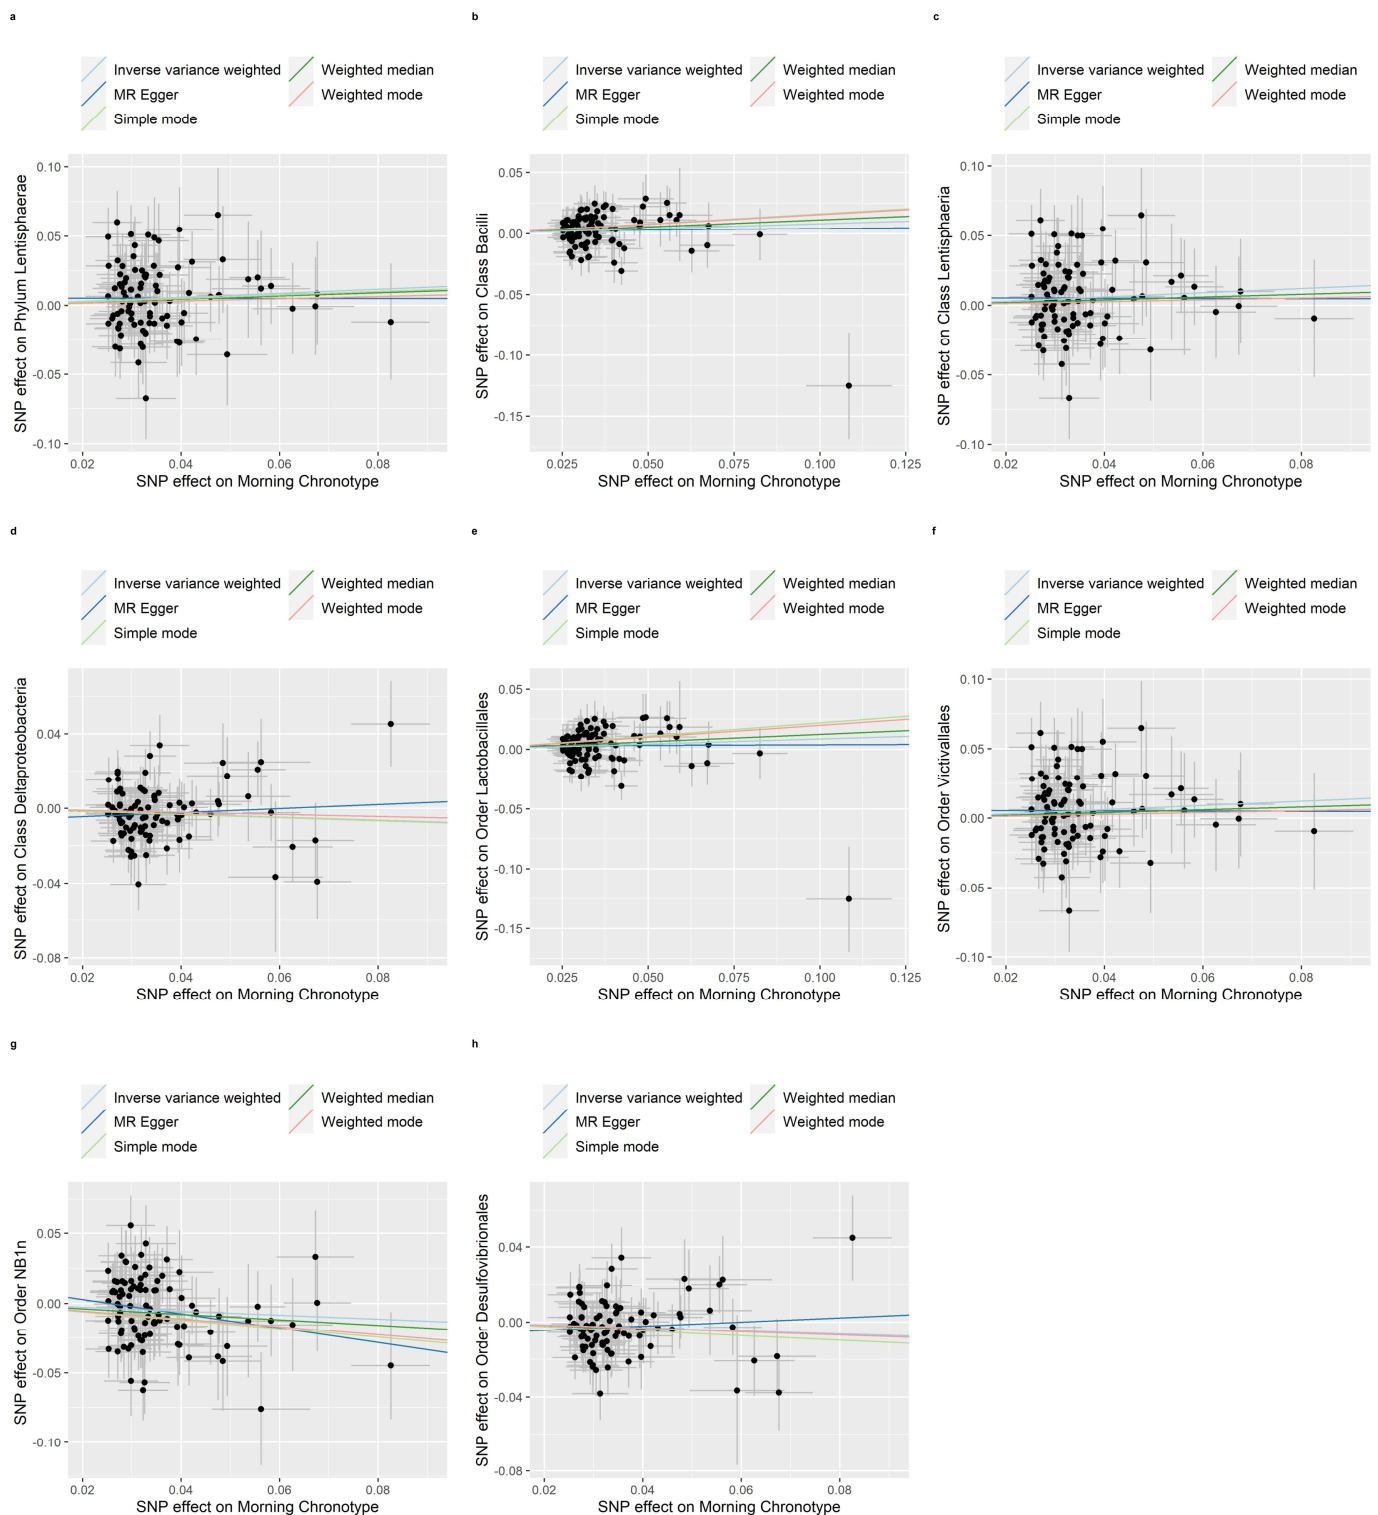 a
Inverse variance weighted
Weighted median
MR Egger
Weighted mode
Simple mode
SNP effect on Phylum Lentisphaerae
0.10
0.05
0.00
-0.05
-0.10
0.02 0.04 0.06 0.08
SNP effect on Morning Chronotype
b
Inverse variance weighted
Weighted median
MR Egger
Weighted mode
Simple mode
SNP effect on Class Bacilli
0.05
0.00
-0.05
-0.10
-0.15
0.025 0.050 0.075 0.100 0.125
SNP effect on Morning Chronotype
c
Inverse variance weighted
Weighted median
MR Egger
Weighted mode
Simple mode
SNP effect on Class Lentisphaeria
0.10
0.05
0.00
-0.05
-0.10
0.02 0.04 0.06 0.08
SNP effect on Morning Chronotype
d
Inverse variance weighted
Weighted median
MR Egger
Weighted mode
Simple mode
SNP effect on Class Deltaproteobacteria
0.04
0.00
-0.04
-0.08
0.02 0.04 0.06 0.08
SNP effect on Morning Chronotype
e
Inverse variance weighted
Weighted median
MR Egger
Weighted mode
Simple mode
SNP effect on Order Lactobacillales
0.05
0.00
-0.05
-0.10
-0.15
0.025 0.050 0.075 0.100 0.125
SNP effect on Morning Chronotype
f
Inverse variance weighted
Weighted median
MR Egger
Weighted mode
Simple mode
SNP effect on Order Victivallales
0.10
0.05
0.00
-0.05
-0.10
0.02 0.04 0.06 0.08
SNP effect on Morning Chronotype
g
Inverse variance weighted
Weighted median
MR Egger
Weighted mode
Simple mode
SNP effect on Order NB1n
0.05
0.00
-0.05
-0.10
0.02 0.04 0.06 0.08
SNP effect on Morning Chronotype
h
Inverse variance weighted
Weighted median
MR Egger
Weighted mode
Simple mode
SNP effect on Order Desulfovibrionales
0.04
0.00
-0.04
-0.08
0.02 0.04 0.06 0.08
SNP effect on Morning Chronotype